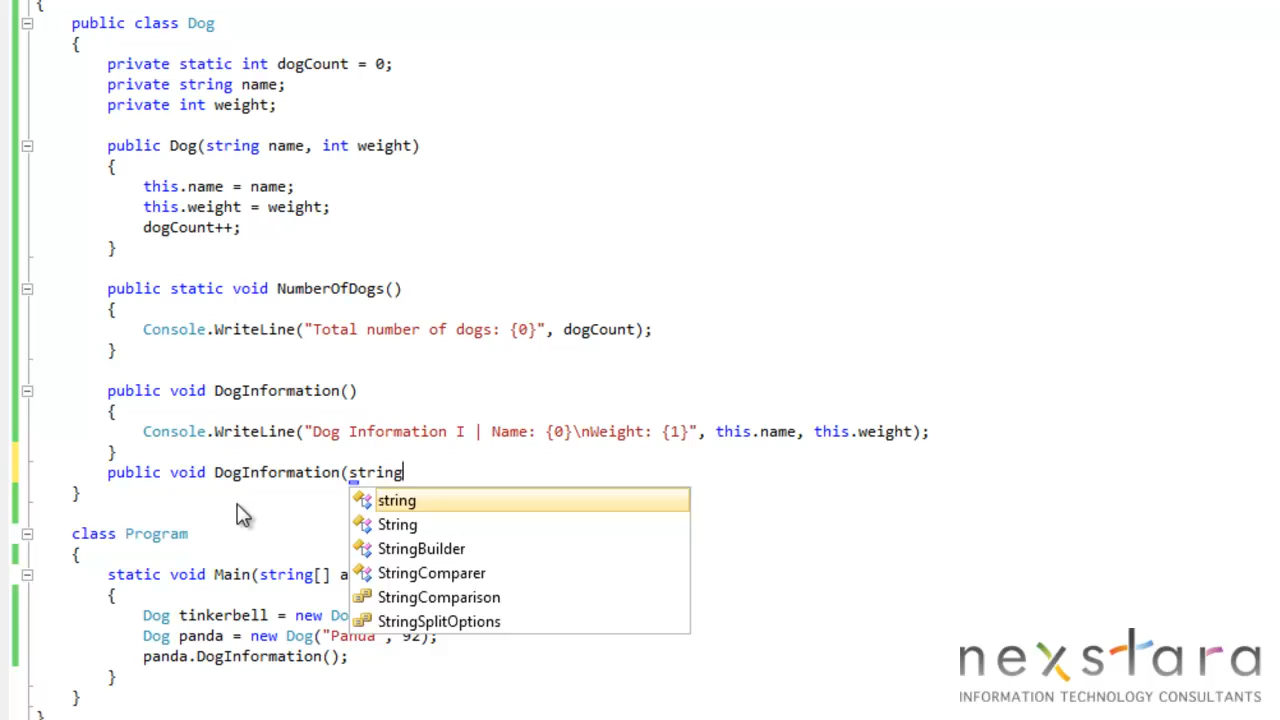 {
public class Dog
{
private static int dogCount = 0;
private string name;
private int weight;
public Dog(string name, int weight)
{
this.name = name;
this.weight = weight;
dogCount++;
}
public static void NumberOfDogs()
{
Console.WriteLine("Total number of dogs: {0}", dogCount);
}
public void DogInformation()
{
Console.WriteLine("Dog Information I | Name: {0}\nWeight: {1}", this.name, this.weight);
}
public void DogInformation(string
}
string
String
StringBuilder
StringComparer
StringComparison
StringSplitOptions
class Program
{
static void Main(string[] a
{
Dog tinkerbell = new Do
Dog panda = new Dog("Panda", 92);
panda.DogInformation();
}
}
}
nexstara
INFORMATION TECHNOLOGY CONSULTANTS